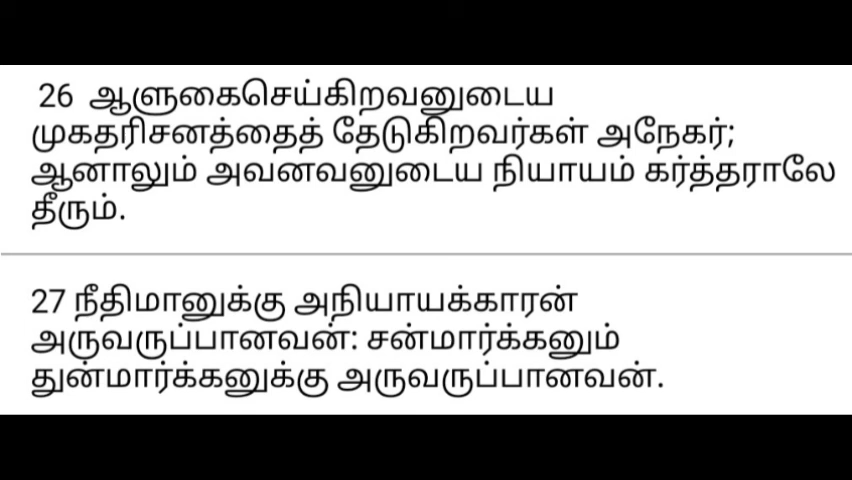 26 ஆளுகைசெய்கிறவனுடைய
முகதரிசனத்தைத் தேடுகிறவர்கள் அநேகர்;
ஆனாலும் அவனவனுடைய நியாயம் கர்த்தராலே
தீரும்.
27 நீதிமானுக்கு அநியாயக்காரன்
அருவருப்பானவன்: சன்மார்க்கனும்
துன்மார்க்கனுக்கு அருவருப்பானவன்.